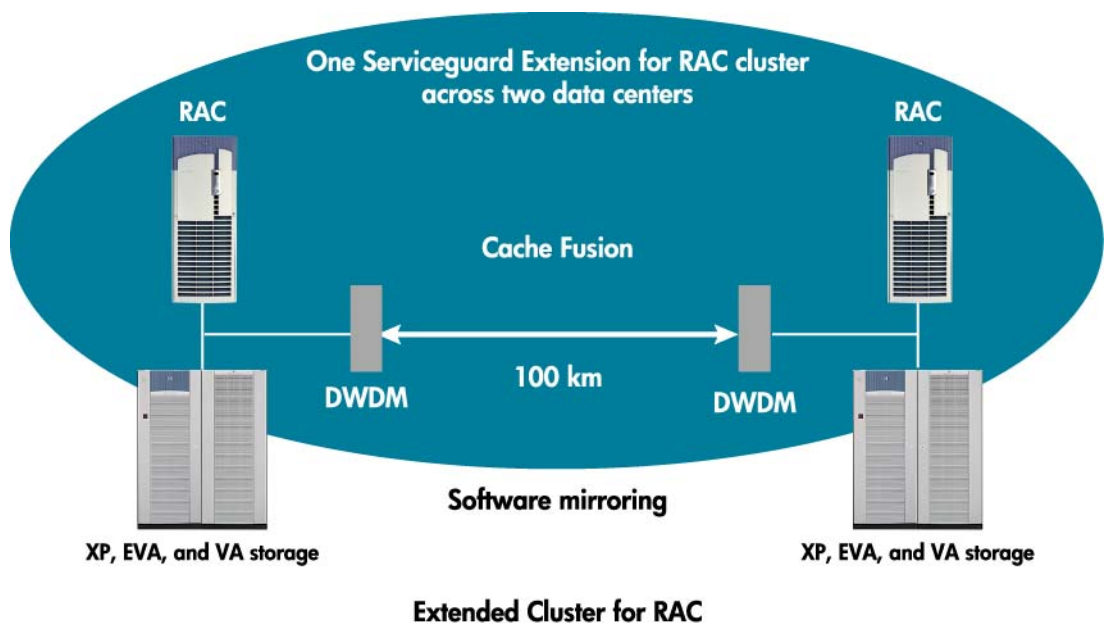 One Serviceguard Extension for RAC cluster
across two data centers
RAC
RAC
Cache Fusion
100 km
DWDM
DWDM
Software mirroring
XP, EVA, and VA storage
XP, EVA, and VA storage
Extended Cluster for RAC